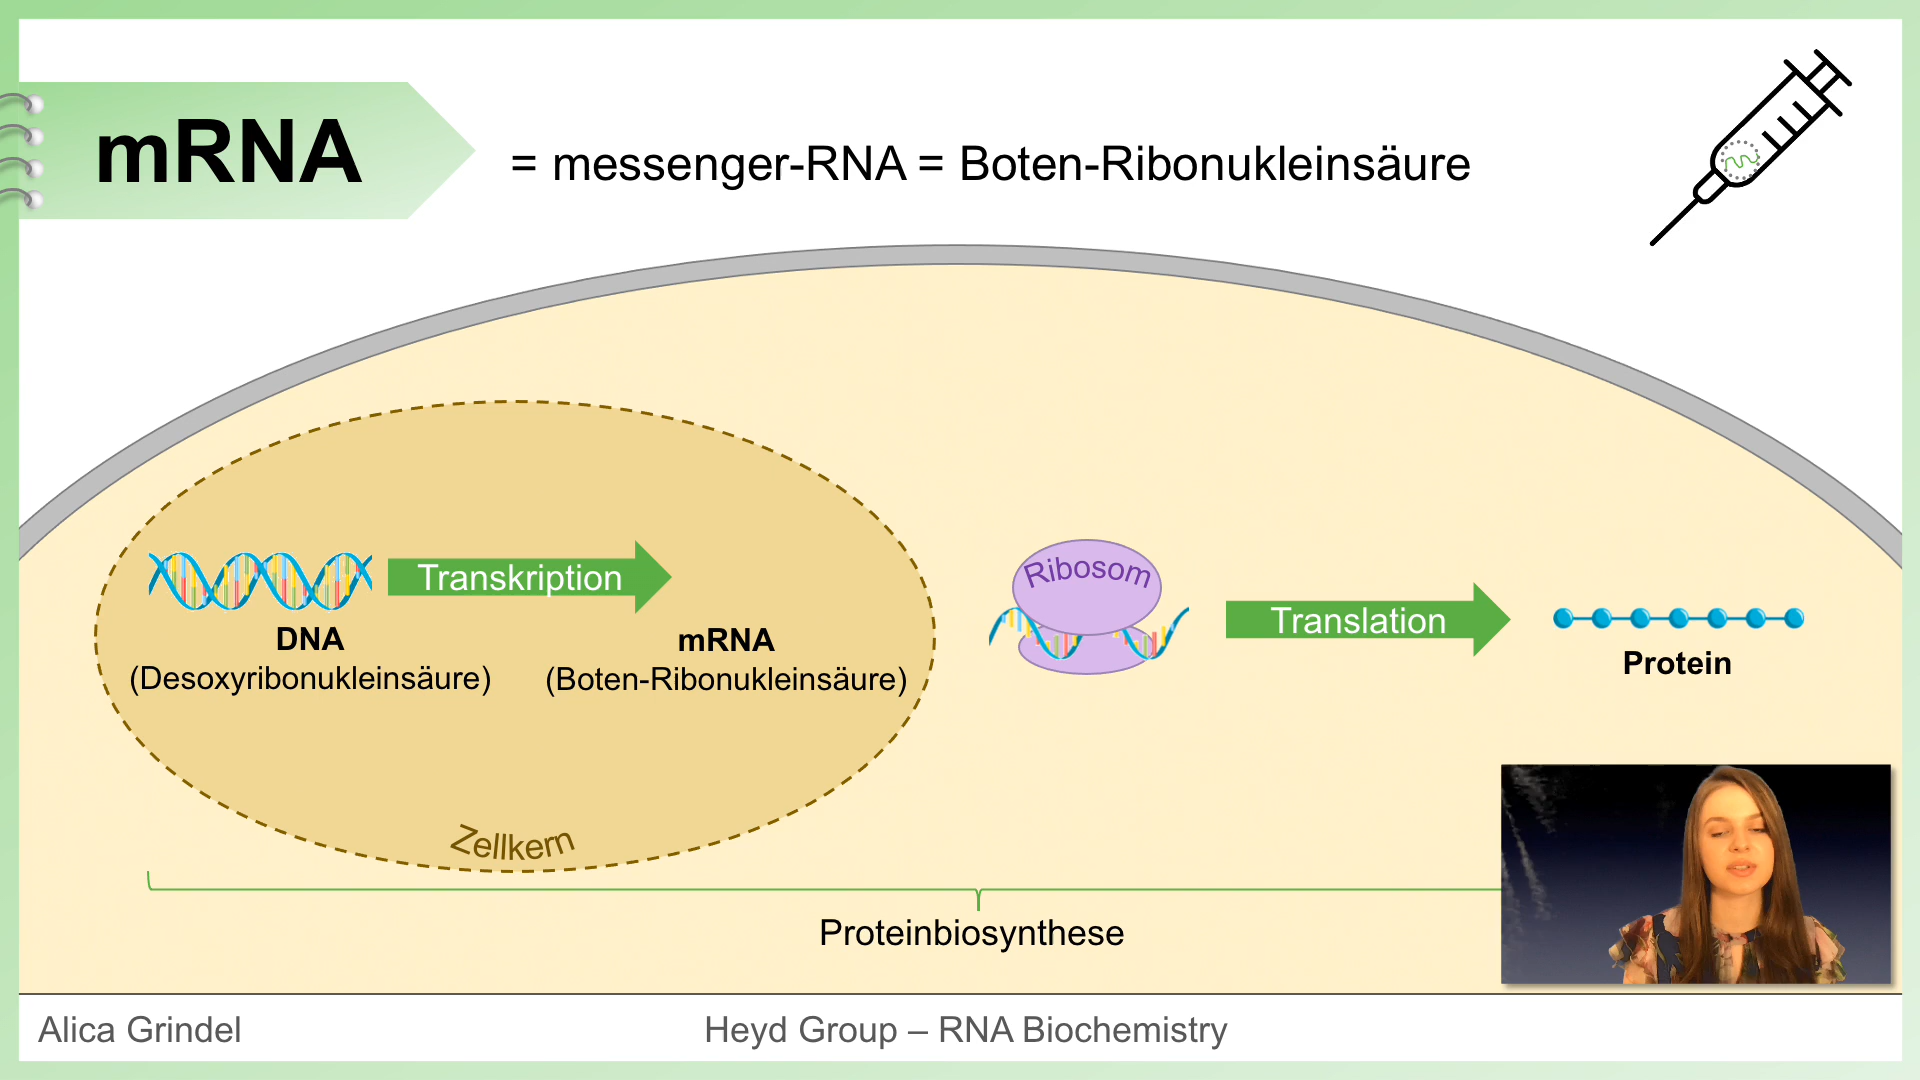 mRNA
= messenger-RNA = Boten-Ribonukleinsäure
Transkription
DNA
(Desoxyribonukleinsäure)
mRNA
(Boten-Ribonukleinsäure)
Zellkern
Ribosom
Translation
Protein
Proteinbiosynthese
Alica Grindel
Heyd Group – RNA Biochemistry